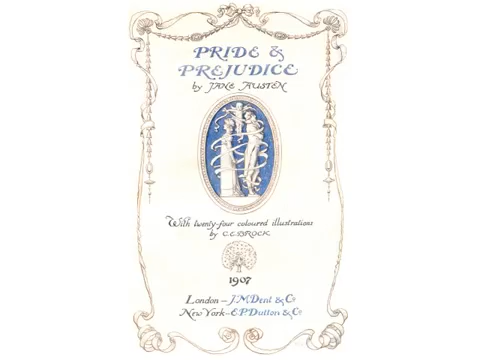 PRIDE &
PREJUDICE
by JANE AUSTEN
With twenty-four coloured illustrations
by C.E.BROCK
1907
London — J.M.Dent & Co
New York — E.P.Dutton & Co